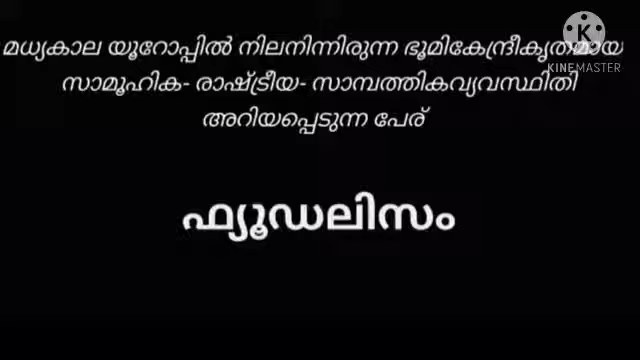 മധ്യകാല യൂറോപ്പിൽ നിലനിന്നിരുന്ന ഭൂമികേന്ദ്രീകൃതമായ
സാമൂഹിക- രാഷ്ട്രീയ- സാമ്പത്തികവ്യവസ്ഥിതി
അറിയപ്പെടുന്ന പേര്
ഫ്യൂഡലിസം
K
KINEMASTER